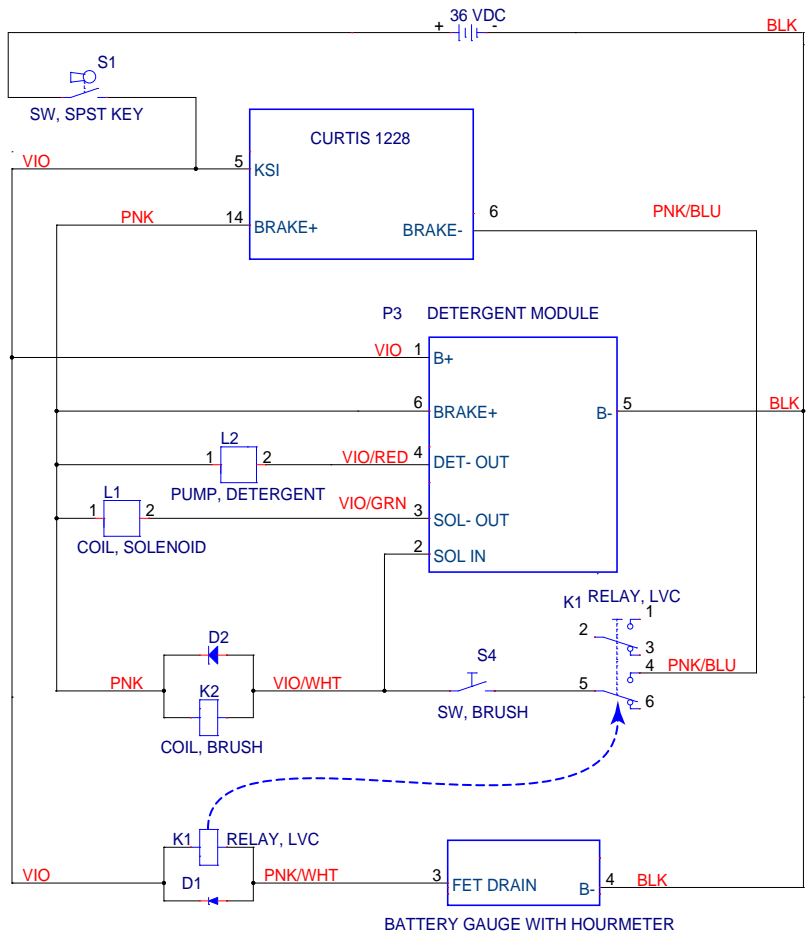 36 VDC
+ -
BLK
S1
SW, SPST KEY
CURTIS 1228
VIO
5 KSI
6
PNK/BLU
PNK
14 BRAKE+
BRAKE-
P3 DETERGENT MODULE
VIO 1 B+
6 BRAKE+
B- 5 BLK
L2
1 2 VIO/RED 4 DET- OUT
PUMP, DETERGENT
L1
VIO/GRN
1 2 3 SOL- OUT
COIL, SOLENOID
2 SOL IN
K1 RELAY, LVC
1
2
3
D2
S4
4 PNK/BLU
PNK
VIO/WHT
5
6
K2
SW, BRUSH
COIL, BRUSH
K1 RELAY, LVC
VIO
D1
PNK/WHT
3 FET DRAIN
B- 4 BLK
BATTERY GAUGE WITH HOURMETER